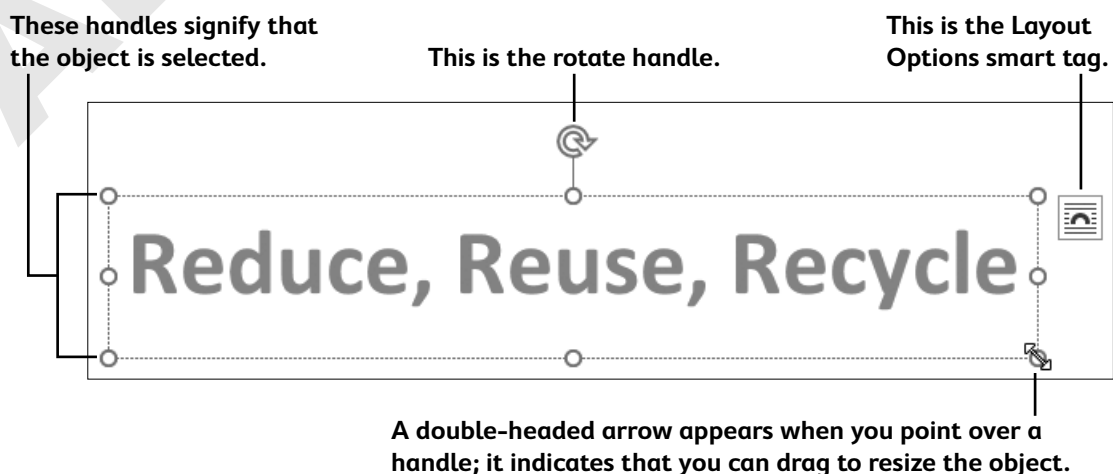 These handles signify that
the object is selected.
This is the rotate handle.
This is the Layout
Options smart tag.
Reduce, Reuse, Recycle
A double-headed arrow appears when you point over a
handle; it indicates that you can drag to resize the object.